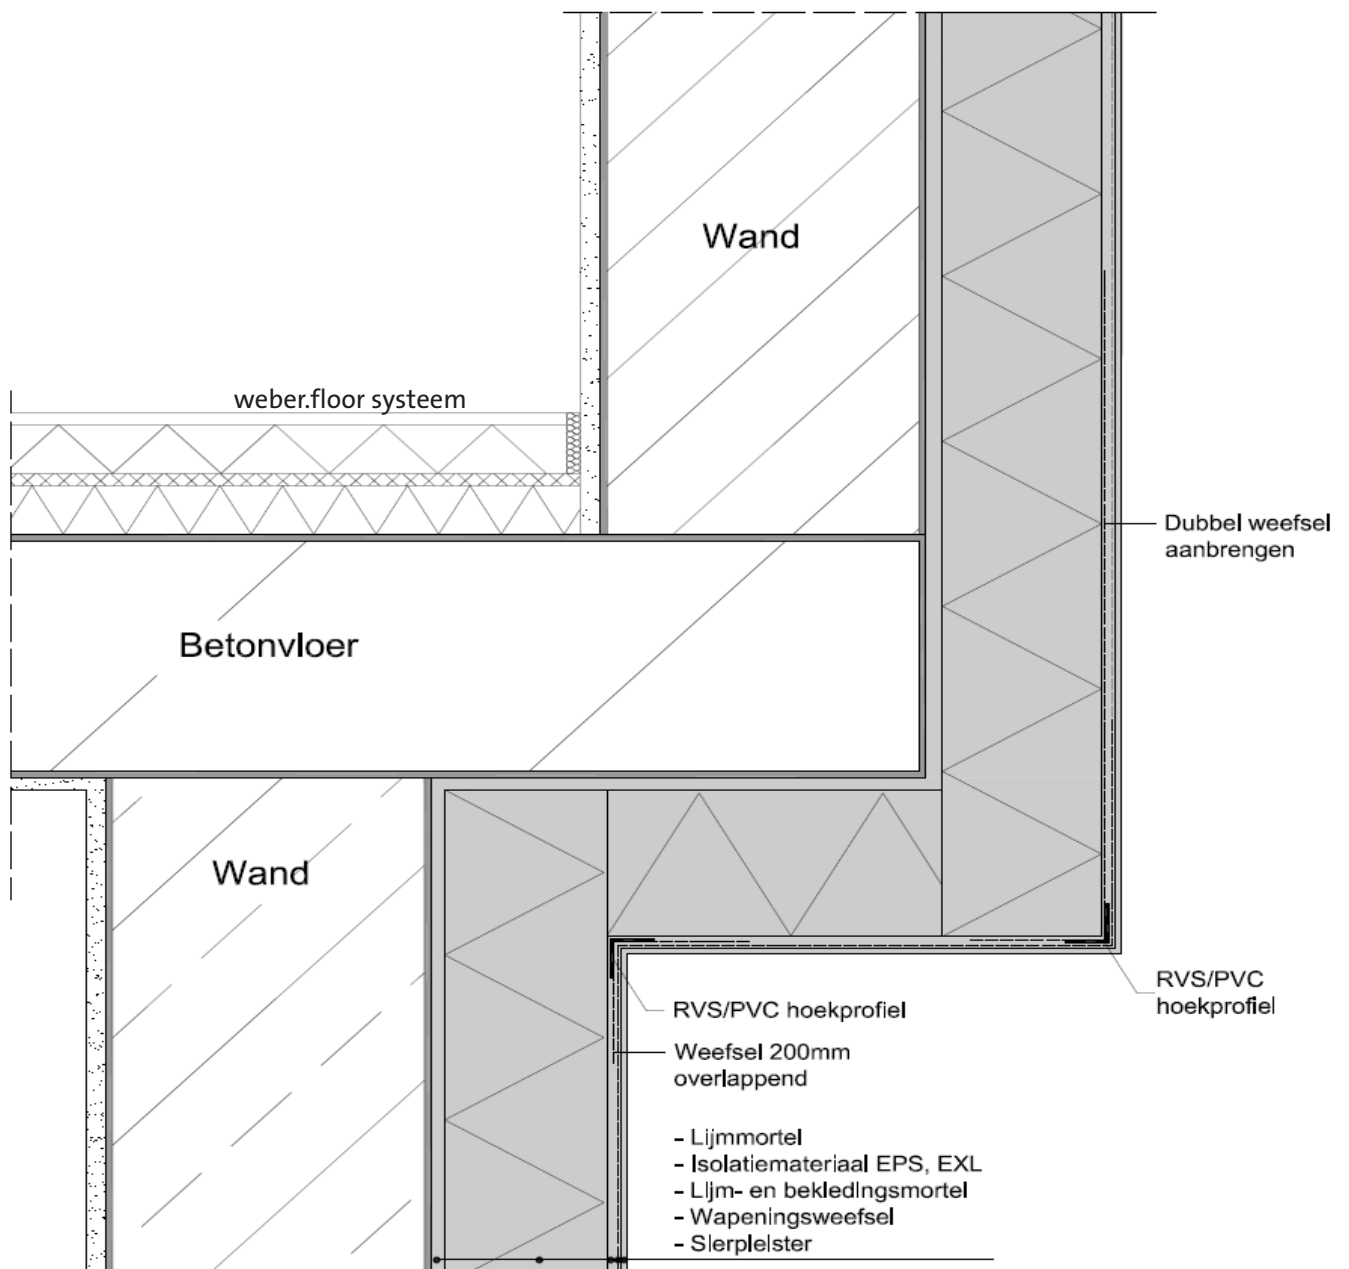 Wand
weber.floor systeem
Dubbel weefsel
aanbrengen
Betonvloer
Wand
RVS/PVC
hoekprofiel
RVS/PVC hoekprofiel
Weefsel 200mm
overlappend
- Lijmmortel
- Isolatiemateriaal EPS, EXL
- Lijm- en bekledingsmortel
- Wapeningsweefsel
- Sierpleister